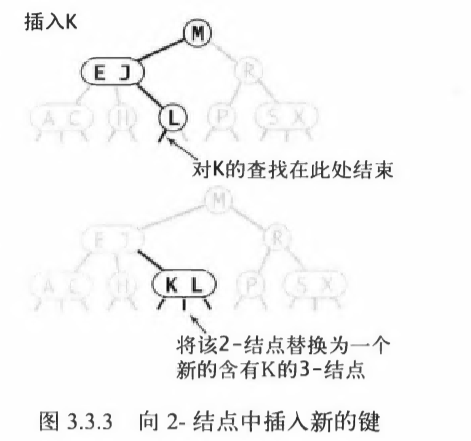 插入K
M
E J
R
A C H L P S X
对K的查找在此处结束
M
E J
R
A C H K L P S X
将该2-结点替换为一个
新的含有K的3-结点
图 3.3.3 向 2- 结点中插入新的键